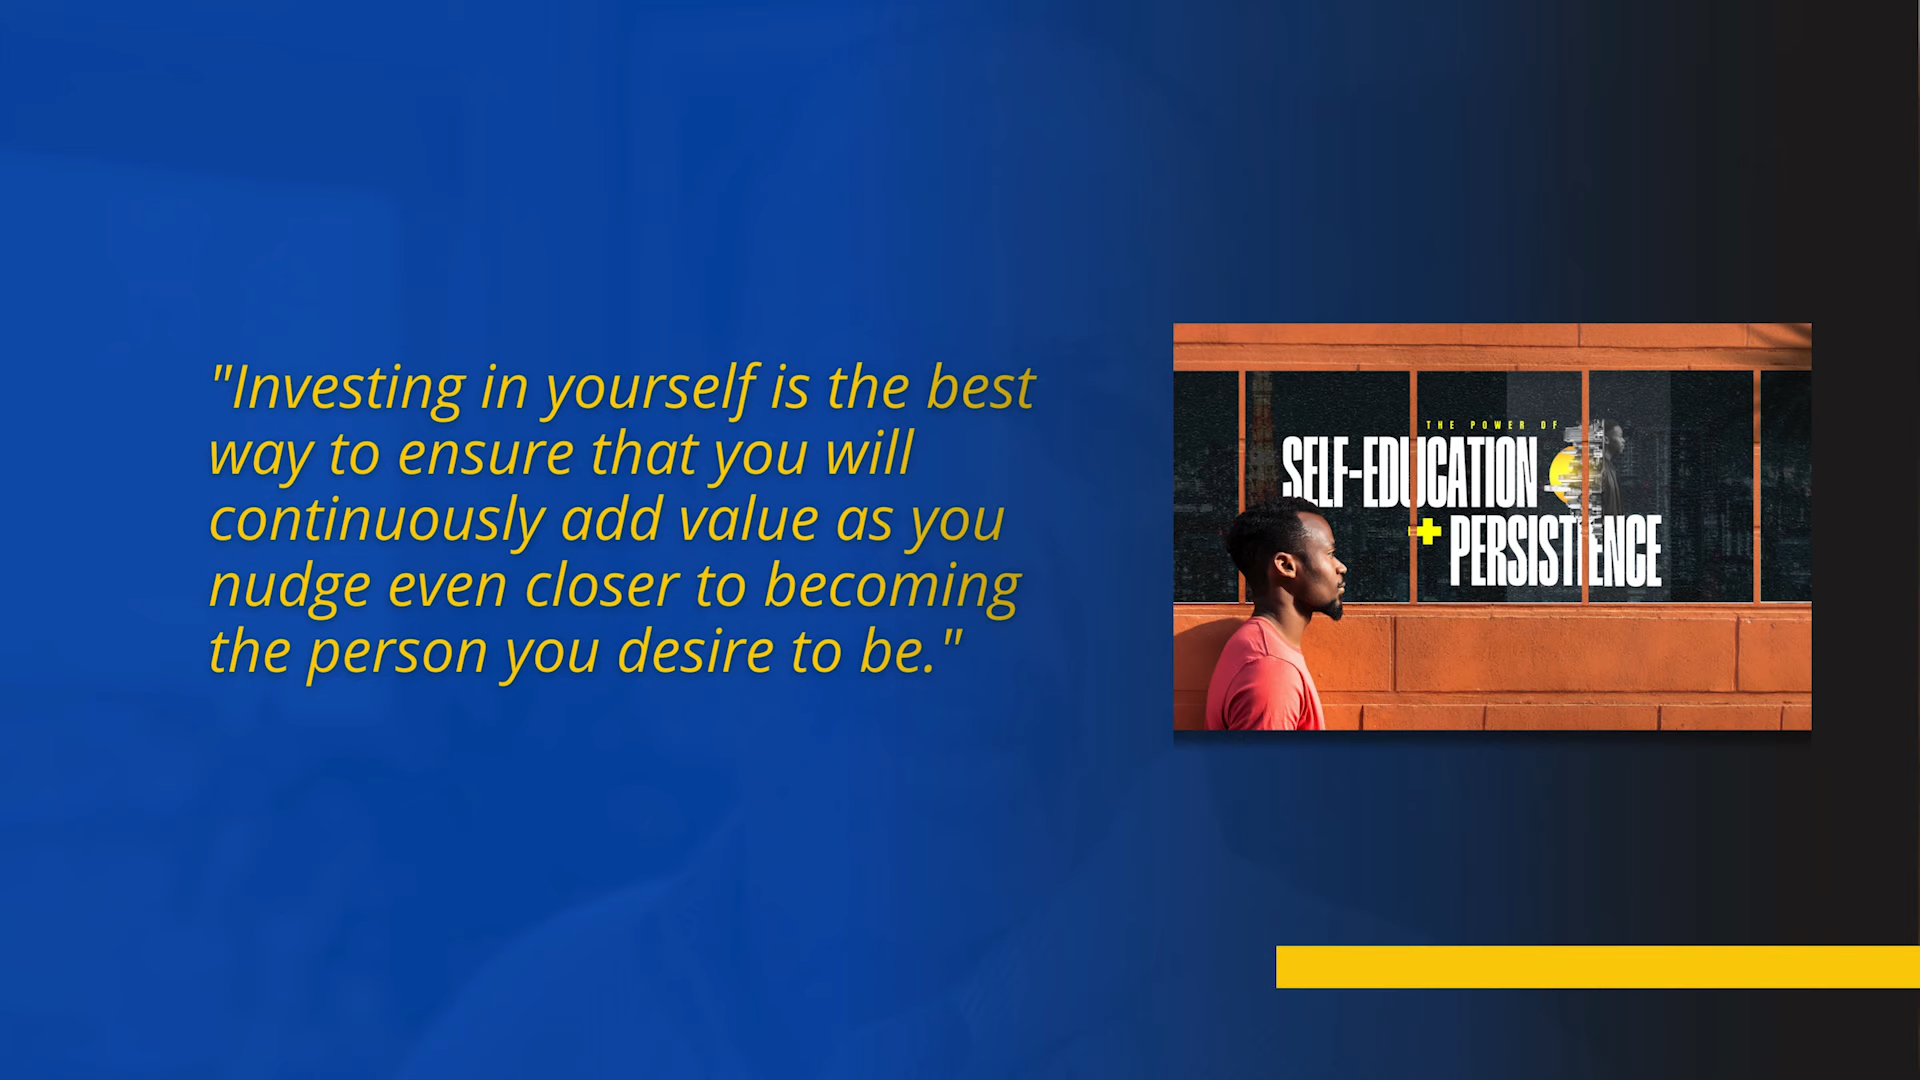 "Investing in yourself is the best
way to ensure that you will
continuously add value as you
nudge even closer to becoming
the person you desire to be."
THE POWER OF
SELF-EDUCATION
+ PERSISTENCE